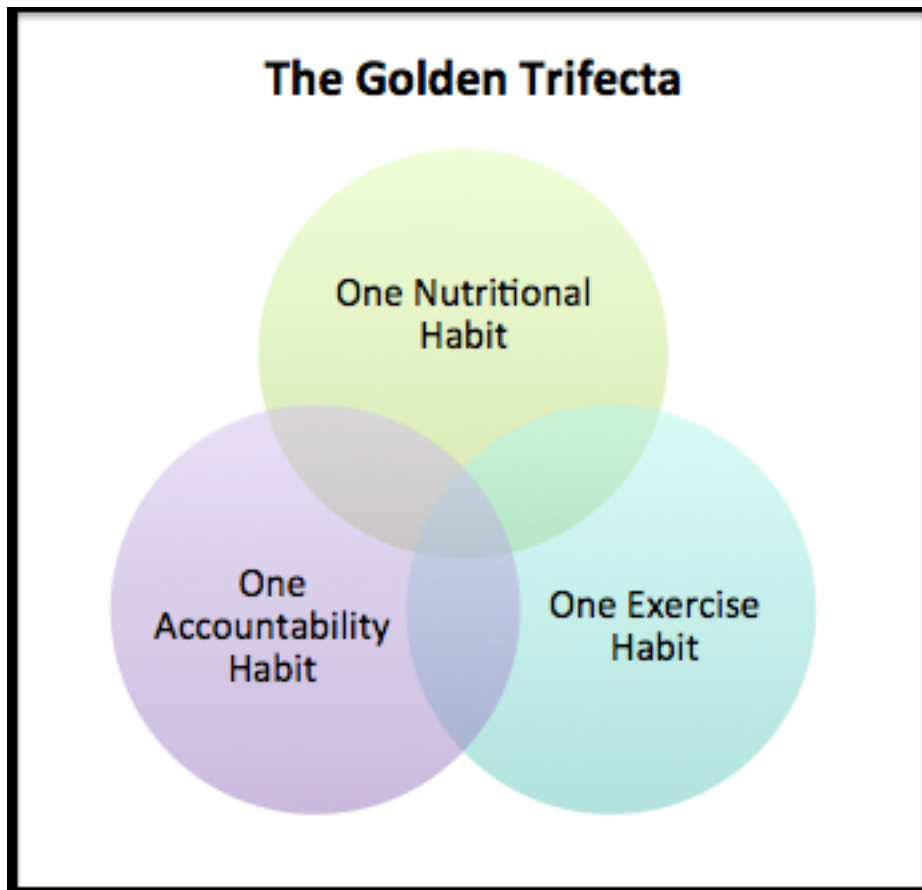 The Golden Trifecta
One Nutritional
Habit
One
Accountability
Habit
One Exercise
Habit